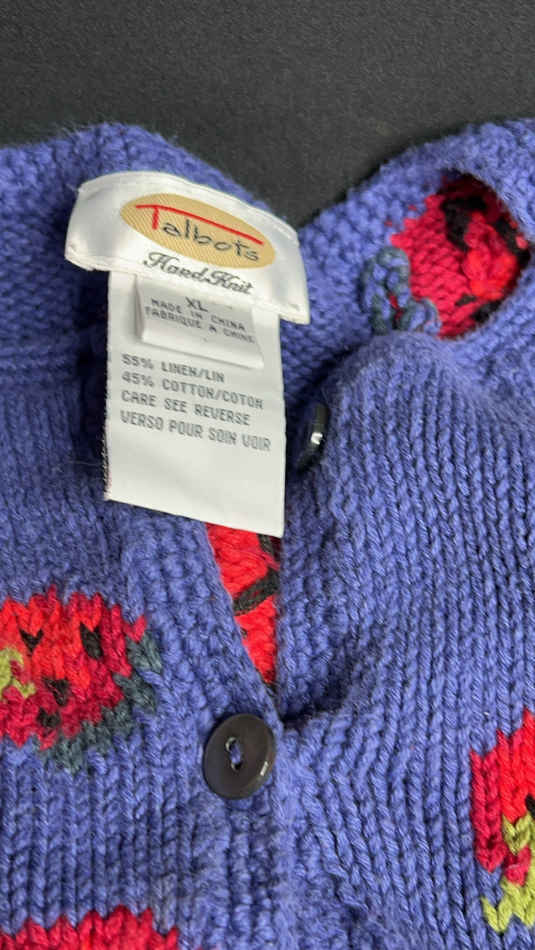 Talbots
Hand Knit
XL
MADE IN CHINA
FABRIQUE A CHINE
55% LINEN/LIN
45% COTTON/COTON
CARE SEE REVERSE
VERSO POUR SOIN VOIR